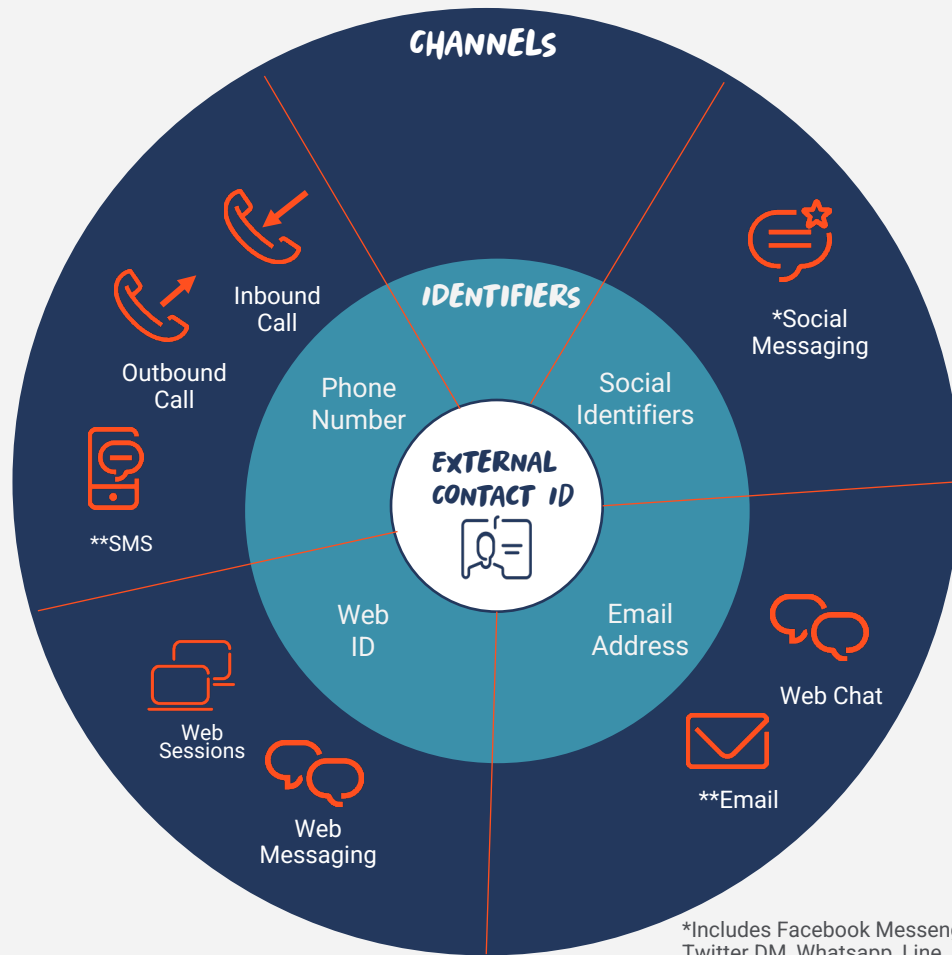 CHANNELS
IDENTIFIERS
Inbound
Call
Outbound
Call
**SMS
Phone
Number
Social
Identifiers
*Social
Messaging
EXTERNAL
CONTACT ID
Web
ID
Email
Address
Web Chat
**Email
Web
Sessions
Web
Messaging
*Includes Facebook
Twitter DM, Whatsapp, Line